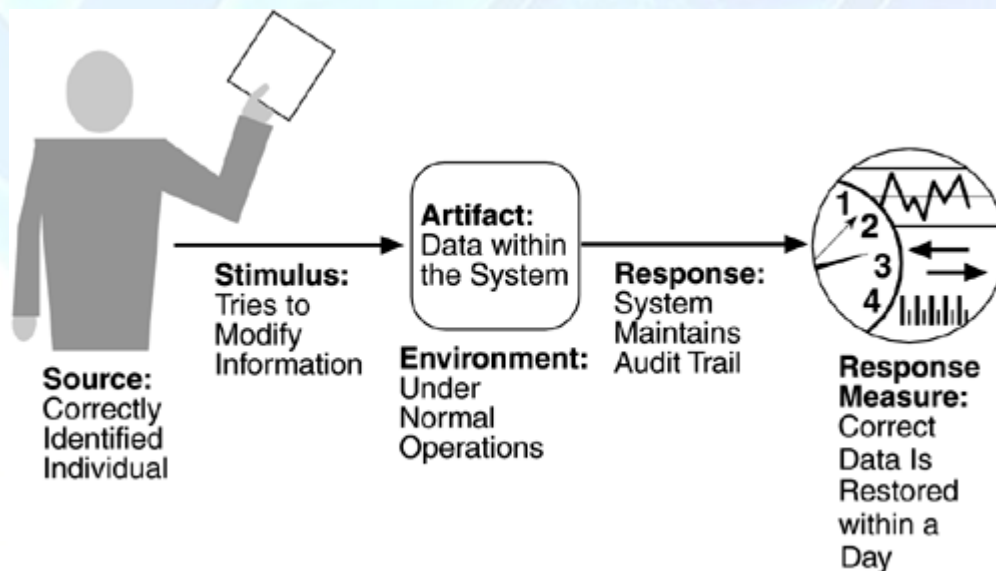 Source:
Correctly
Identified
Individual
Stimulus:
Tries to
Modify
Information
Artifact:
Data within
the System
Environment:
Under
Normal
Operations
Response:
System
Maintains
Audit Trail
1
2
3
4
Response
Measure:
Correct
Data Is
Restored
within a
Day